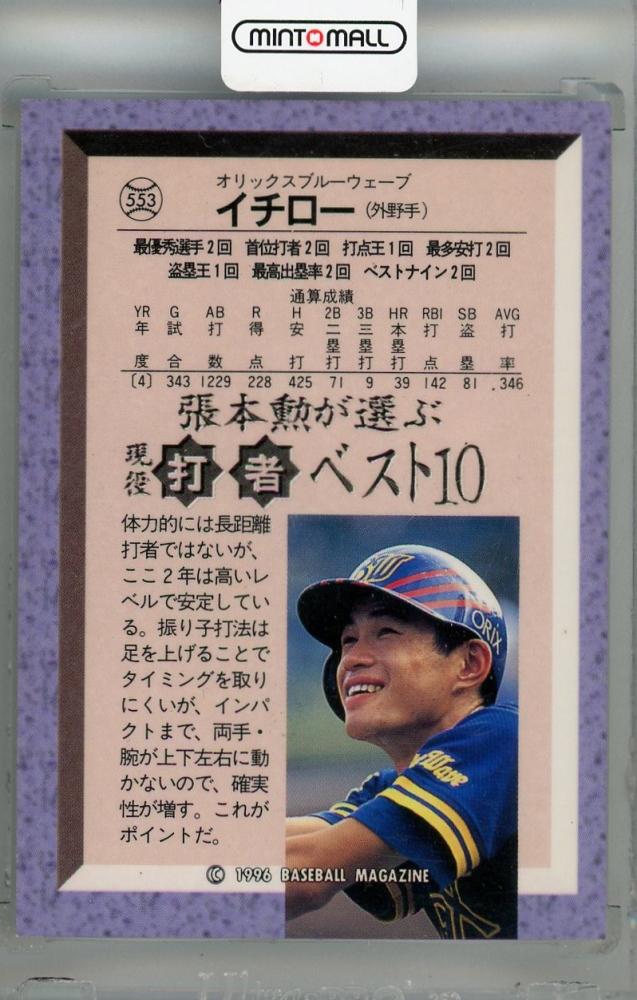 MINTMALL
553
オリックスブルーウェーブ
イチロー (外野手)
最優秀選手2回 首位打者2回 打点王1回 最多安打2回
盗塁王1回 最高出塁率2回 ベストナイン2回
通算成績
YR G AB R H 2B 3B HR RBI SB AVG
年度 試合 打数 得点 安打 二塁打 三塁打 本塁打 打点 盗塁 打率
〔4〕 343 1229 228 425 71 9 39 142 81 .346
張本勲が選ぶ
現役打者ベスト10
体力的には長距離
打者ではないが、
ここ2年は高いレ
ベルで安定してい
る。振り子打法は
足を上げることで
タイミングを取り
にくいが、インパ
クトまで、両手・
腕が上下左右に動
かないので、確実
性が増す。これが
ポイントだ。
BW
ORIX
Wave
© 1996 BASEBALL MAGAZINE